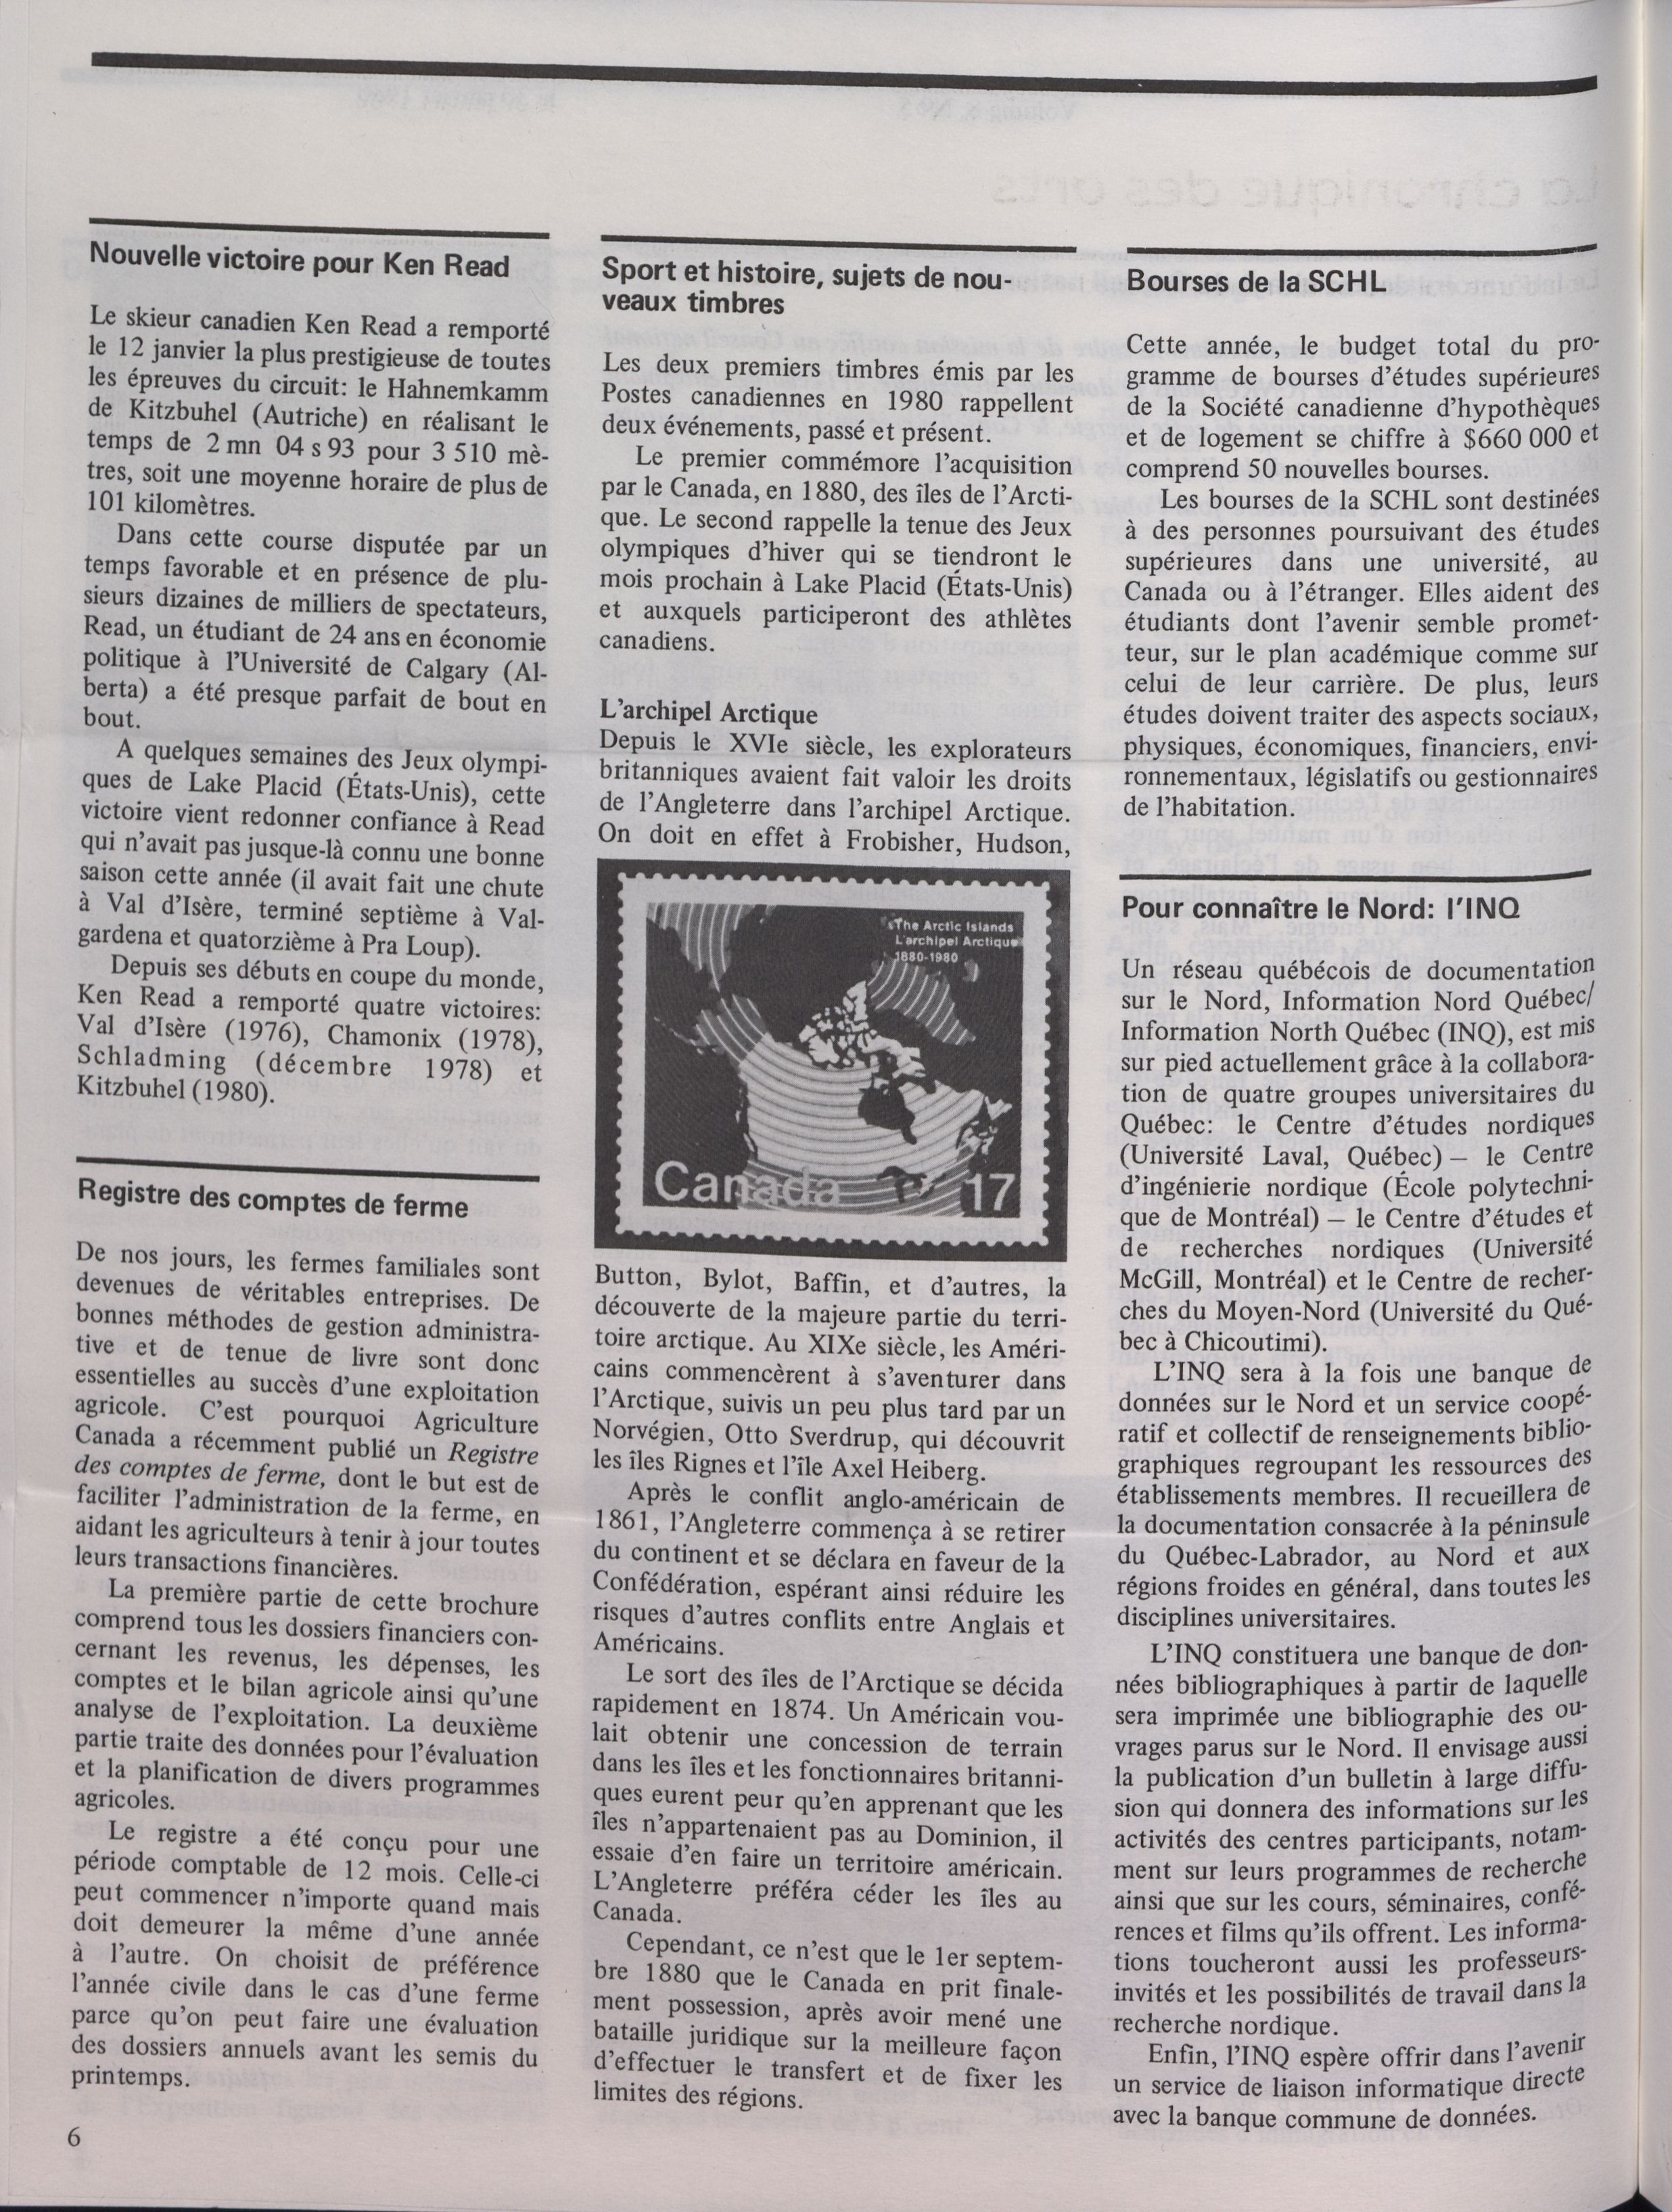 Nouvelle victoire pour Ken Read
Le skieur canadien Ken Read a remporté
le 12 janvier la plus prestigieuse de toutes
les épreuves du circuit: le Hahnemkamm
de Kitzbuhel (Autriche) en réalisant le
temps de 2 mn 04 s 93 pour 3 510 mè-
tres, soit une moyenne horaire de plus de
101 kilomètres.
Dans cette course disputée par un
temps favorable et en présence de plu-
sieurs dizaines de milliers de spectateurs,
Read, un étudiant de 24 ans en économie
politique à l'Université de Calgary (Al-
berta) a été presque parfait de bout en
bout.
A quelques semaines des Jeux olympi-
ques de Lake Placid (États-Unis), cette
victoire vient redonner confiance à Read
qui n'avait pas jusque-là connu une bonne
saison cette année (il avait fait une chute
à Val d'Isère, terminé septième à Val-
gardena et quatorzième à Pra Loup).
Depuis ses débuts en coupe du monde,
Ken Read a remporté quatre victoires:
Val d'Isère (1976), Chamonix (1978),
Schladming (décembre 1978) et
Kitzbuhel (1980).
Registre des comptes de ferme
De nos jours, les fermes familiales sont
devenues de véritables entreprises. De
bonnes méthodes de gestion administra-
tive et de tenue de livre sont donc
essentielles au succès d'une exploitation
agricole. C'est pourquoi Agriculture
Canada a récemment publié un Registre
des comptes de ferme, dont le but est de
faciliter l'administration de la ferme, en
aidant les agriculteurs à tenir à jour toutes
leurs transactions financières.
La première partie de cette brochure
comprend tous les dossiers financiers con-
cernant les revenus, les dépenses, les
comptes et le bilan agricole ainsi qu'une
analyse de l'exploitation. La deuxième
partie traite des données pour l'évaluation
et la planification de divers programmes
agricoles.
Le registre a été conçu pour une
période comptable de 12 mois. Celle-ci
peut commencer n'importe quand mais
doit demeurer la même d'une année
à l'autre. On choisit de préférence
l'année civile dans le cas d'une ferme
parce qu'on peut faire une évaluation
des dossiers annuels avant les semis du
printemps.
6
Sport et histoire, sujets de nou-
veaux timbres
Les deux premiers timbres émis par les
Postes canadiennes en 1980 rappellent
deux événements, passé et présent.
Le premier commémore l'acquisition
par le Canada, en 1880, des îles de l'Arcti-
que. Le second rappelle la tenue des Jeux
olympiques d'hiver qui se tiendront le
mois prochain à Lake Placid (États-Unis)
et auxquels participeront des athlètes
canadiens.
L'archipel Arctique
Depuis le XVIe siècle, les explorateurs
britanniques avaient fait valoir les droits
de l'Angleterre dans l'archipel Arctique.
On doit en effet à Frobisher, Hudson,
The Arctic Islands
L'archipel Arctique
1880-1980
Canada 17
Button, Bylot, Baffin, et d'autres, la
découverte de la majeure partie du terri-
toire arctique. Au XIXe siècle, les Améri-
cains commencèrent à s'aventurer dans
l'Arctique, suivis un peu plus tard par un
Norvégien, Otto Sverdrup, qui découvrit
les îles Rignes et l'île Axel Heiberg.
Après le conflit anglo-américain de
1861, l'Angleterre commença à se retirer
du continent et se déclara en faveur de la
Confédération, espérant ainsi réduire les
risques d'autres conflits entre Anglais et
Américains.
Le sort des îles de l'Arctique se décida
rapidement en 1874. Un Américain vou-
lait obtenir une concession de terrain
dans les îles et les fonctionnaires britanni-
ques eurent peur qu'en apprenant que les
îles n'appartenaient pas au Dominion, il
essaie d'en faire un territoire américain.
L'Angleterre préféra céder les îles au
Canada.
Cependant, ce n'est que le 1er septem-
bre 1880 que le Canada en prit finale-
ment possession, après avoir mené une
bataille juridique sur la meilleure façon
d'effectuer le transfert et de fixer les
limites des régions.
Bourses de la SCHL
Cette année, le budget total du pro-
gramme de bourses d'études supérieures
de la Société canadienne d'hypothèques
et de logement se chiffre à $660 000 et
comprend 50 nouvelles bourses.
Les bourses de la SCHL sont destinées
à des personnes poursuivant des études
supérieures dans une université, au
Canada ou à l'étranger. Elles aident des
étudiants dont l'avenir semble promet-
teur, sur le plan académique comme sur
celui de leur carrière. De plus, leurs
études doivent traiter des aspects sociaux,
physiques, économiques, financiers, envi-
ronnementaux, législatifs ou gestionnaires
de l'habitation.
Pour connaître le Nord: l'INQ
Un réseau québécois de documentation
sur le Nord, Information Nord Québec/
Information North Québec (INQ), est mis
sur pied actuellement grâce à la collabora-
tion de quatre groupes universitaires du
Québec: le Centre d'études nordiques
(Université Laval, Québec) — le Centre
d'ingénierie nordique (École polytechni-
que de Montréal) — le Centre d'études et
de recherches nordiques (Université
McGill, Montréal) et le Centre de recher-
ches du Moyen-Nord (Université du Qué-
bec à Chicoutimi).
L'INQ sera à la fois une banque de
données sur le Nord et un service coopé-
ratif et collectif de renseignements biblio-
graphiques regroupant les ressources des
établissements membres. Il recueillera de
la documentation consacrée à la péninsule
du Québec-Labrador, au Nord et aux
régions froides en général, dans toutes les
disciplines universitaires.
L'INQ constituera une banque de don-
nées bibliographiques à partir de laquelle
sera imprimée une bibliographie des ou-
vrages parus sur le Nord. Il envisage aussi
la publication d'un bulletin à large diffu-
sion qui donnera des informations sur les
activités des centres participants, notam-
ment sur leurs programmes de recherche
ainsi que sur les cours, séminaires, confé-
rences et films qu'ils offrent. Les informa-
tions toucheront aussi les professeurs-
invités et les possibilités de travail dans la
recherche nordique.
Enfin, l'INQ espère offrir dans l'avenir
un service de liaison informatique directe
avec la banque commune de données.